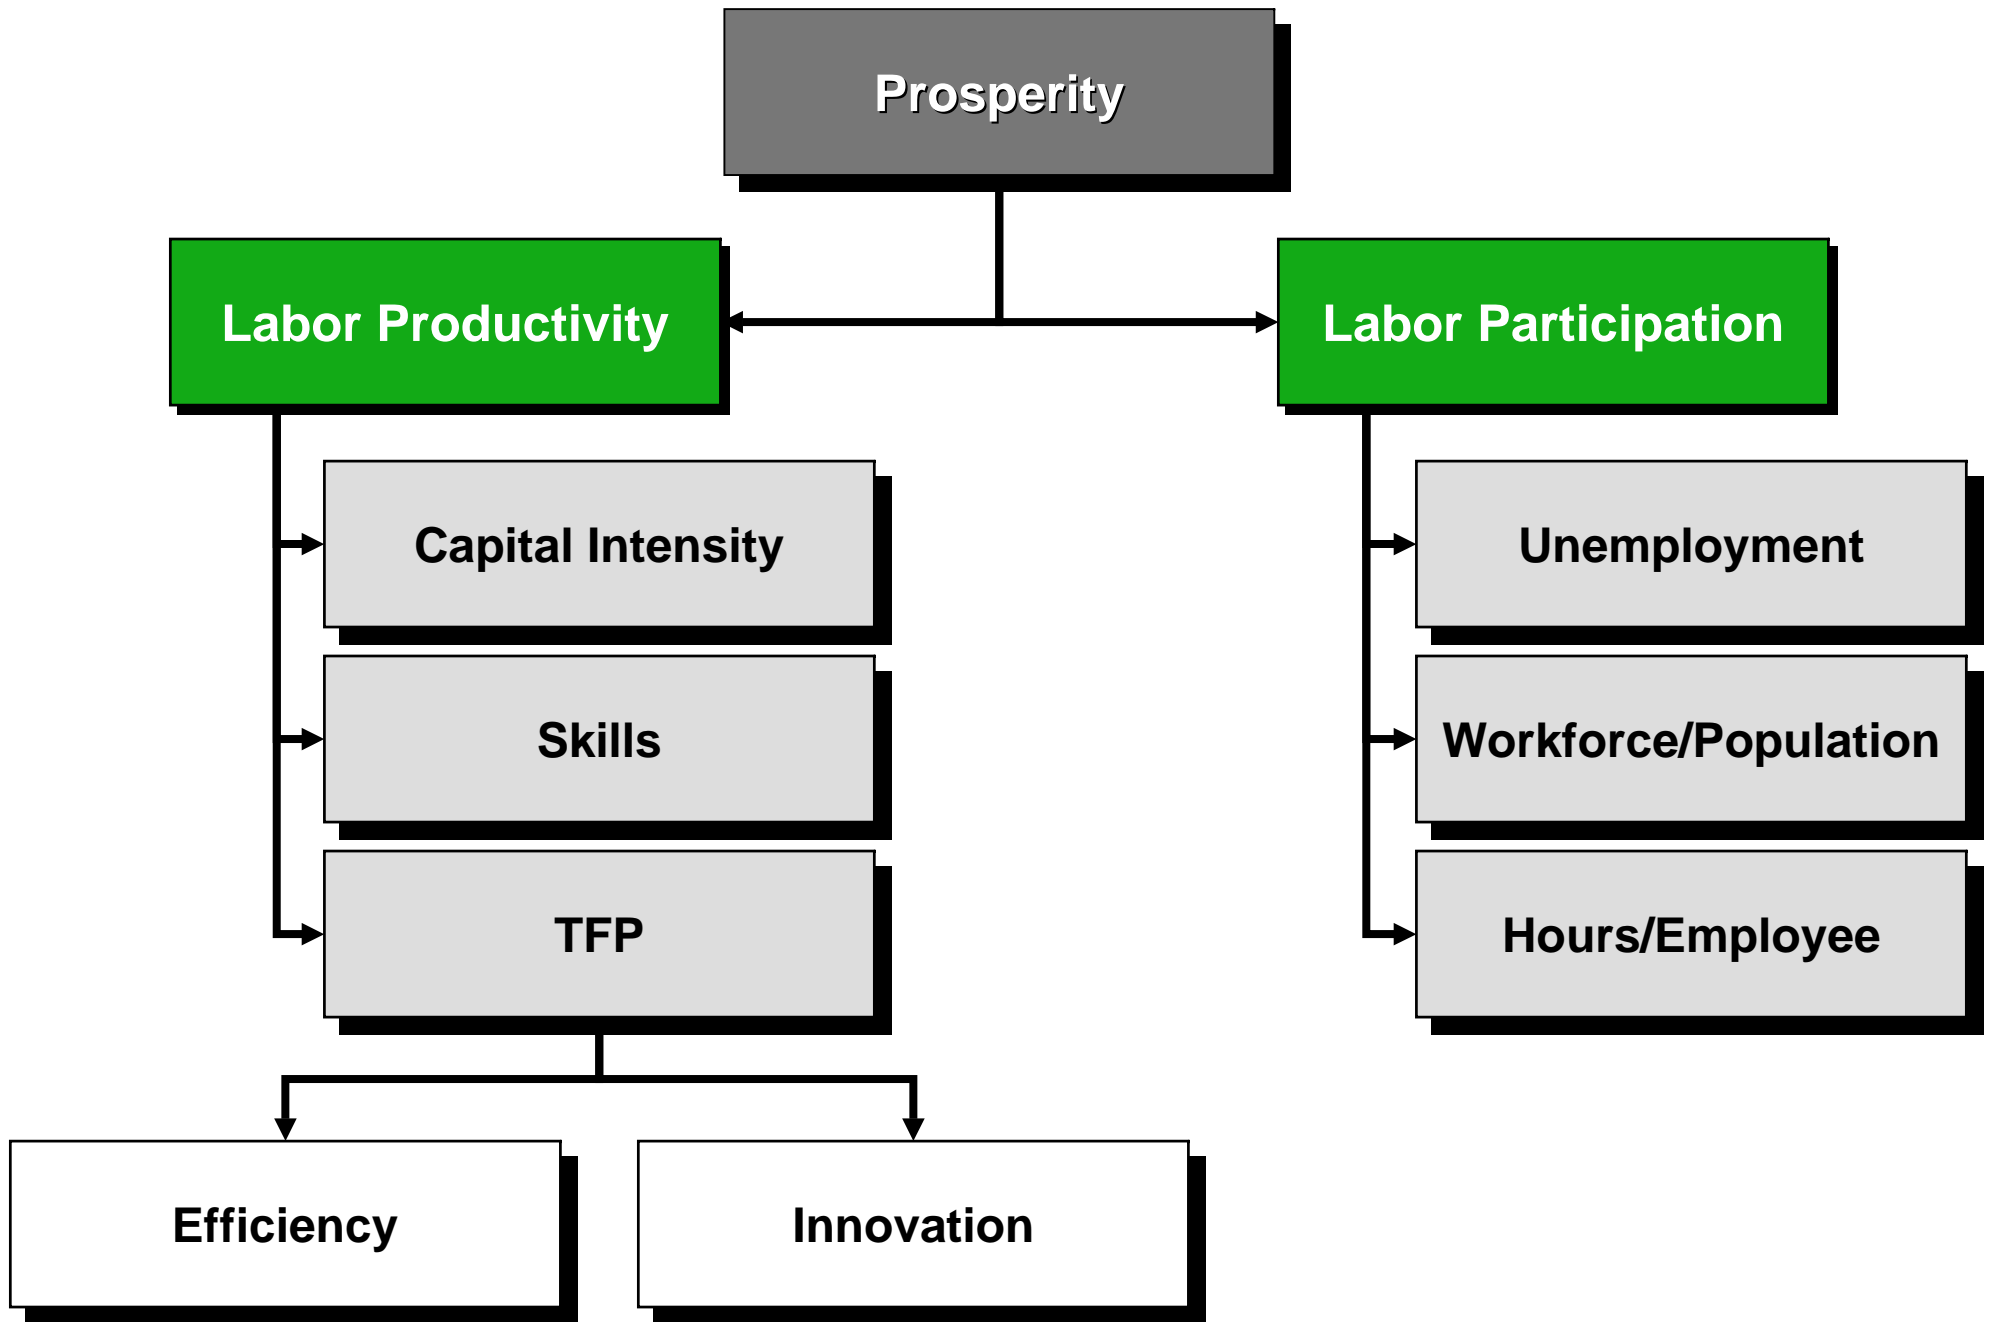 Prosperity
Labor Productivity
Labor Participation
Capital Intensity
Unemployment
Skills
Workforce/Population
TFP
Hours/Employee
Efficiency
Innovation